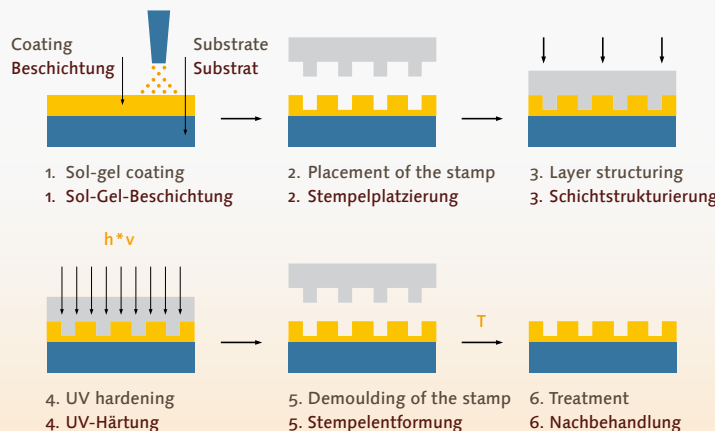 Coating
Beschichtung
Substrate
Substrat
1. Sol-gel coating
1. Sol-Gel-Beschichtung
2. Placement of the stamp
2. Stempelplatzierung
3. Layer structuring
3. Schichtstrukturierung
h*v
T
4. UV hardening
4. UV-Härtung
5. Demoulding of the stamp
5. Stempelentformung
6. Treatment
6. Nachbehandlung